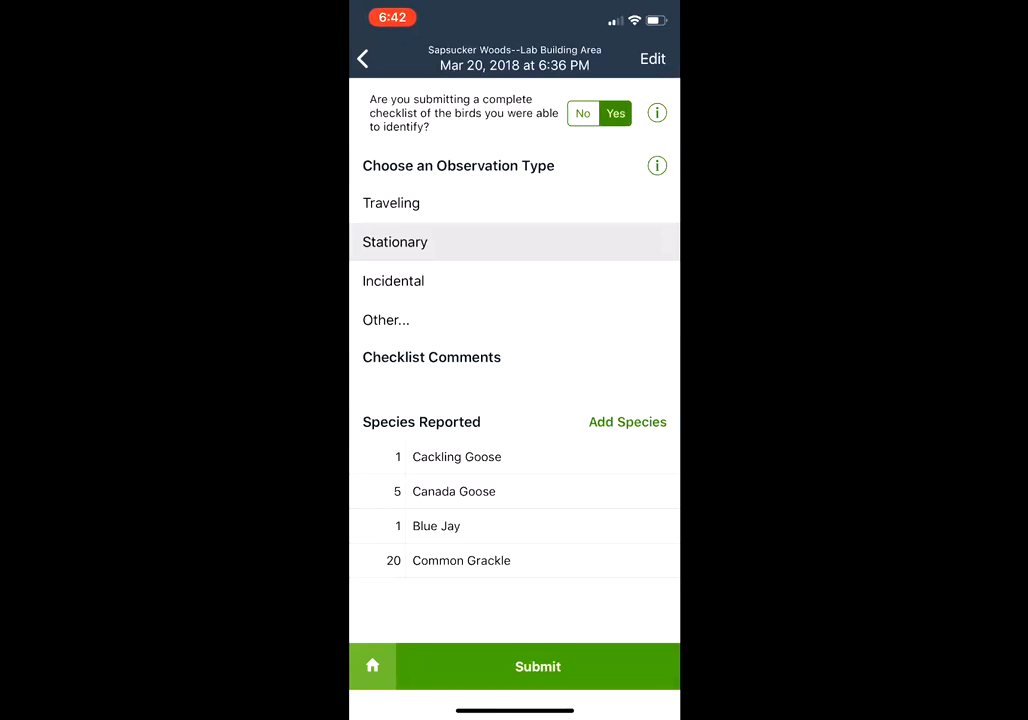 6:42
Sapsucker Woods--Lab Building Area
Mar 20, 2018 at 6:36 PM
Edit
Are you submitting a complete
checklist of the birds you were able
to identify?
No Yes
Choose an Observation Type
Traveling
Stationary
Incidental
Other...
Checklist Comments
Species Reported Add Species
1 Cackling Goose
5 Canada Goose
1 Blue Jay
20 Common Grackle
Submit